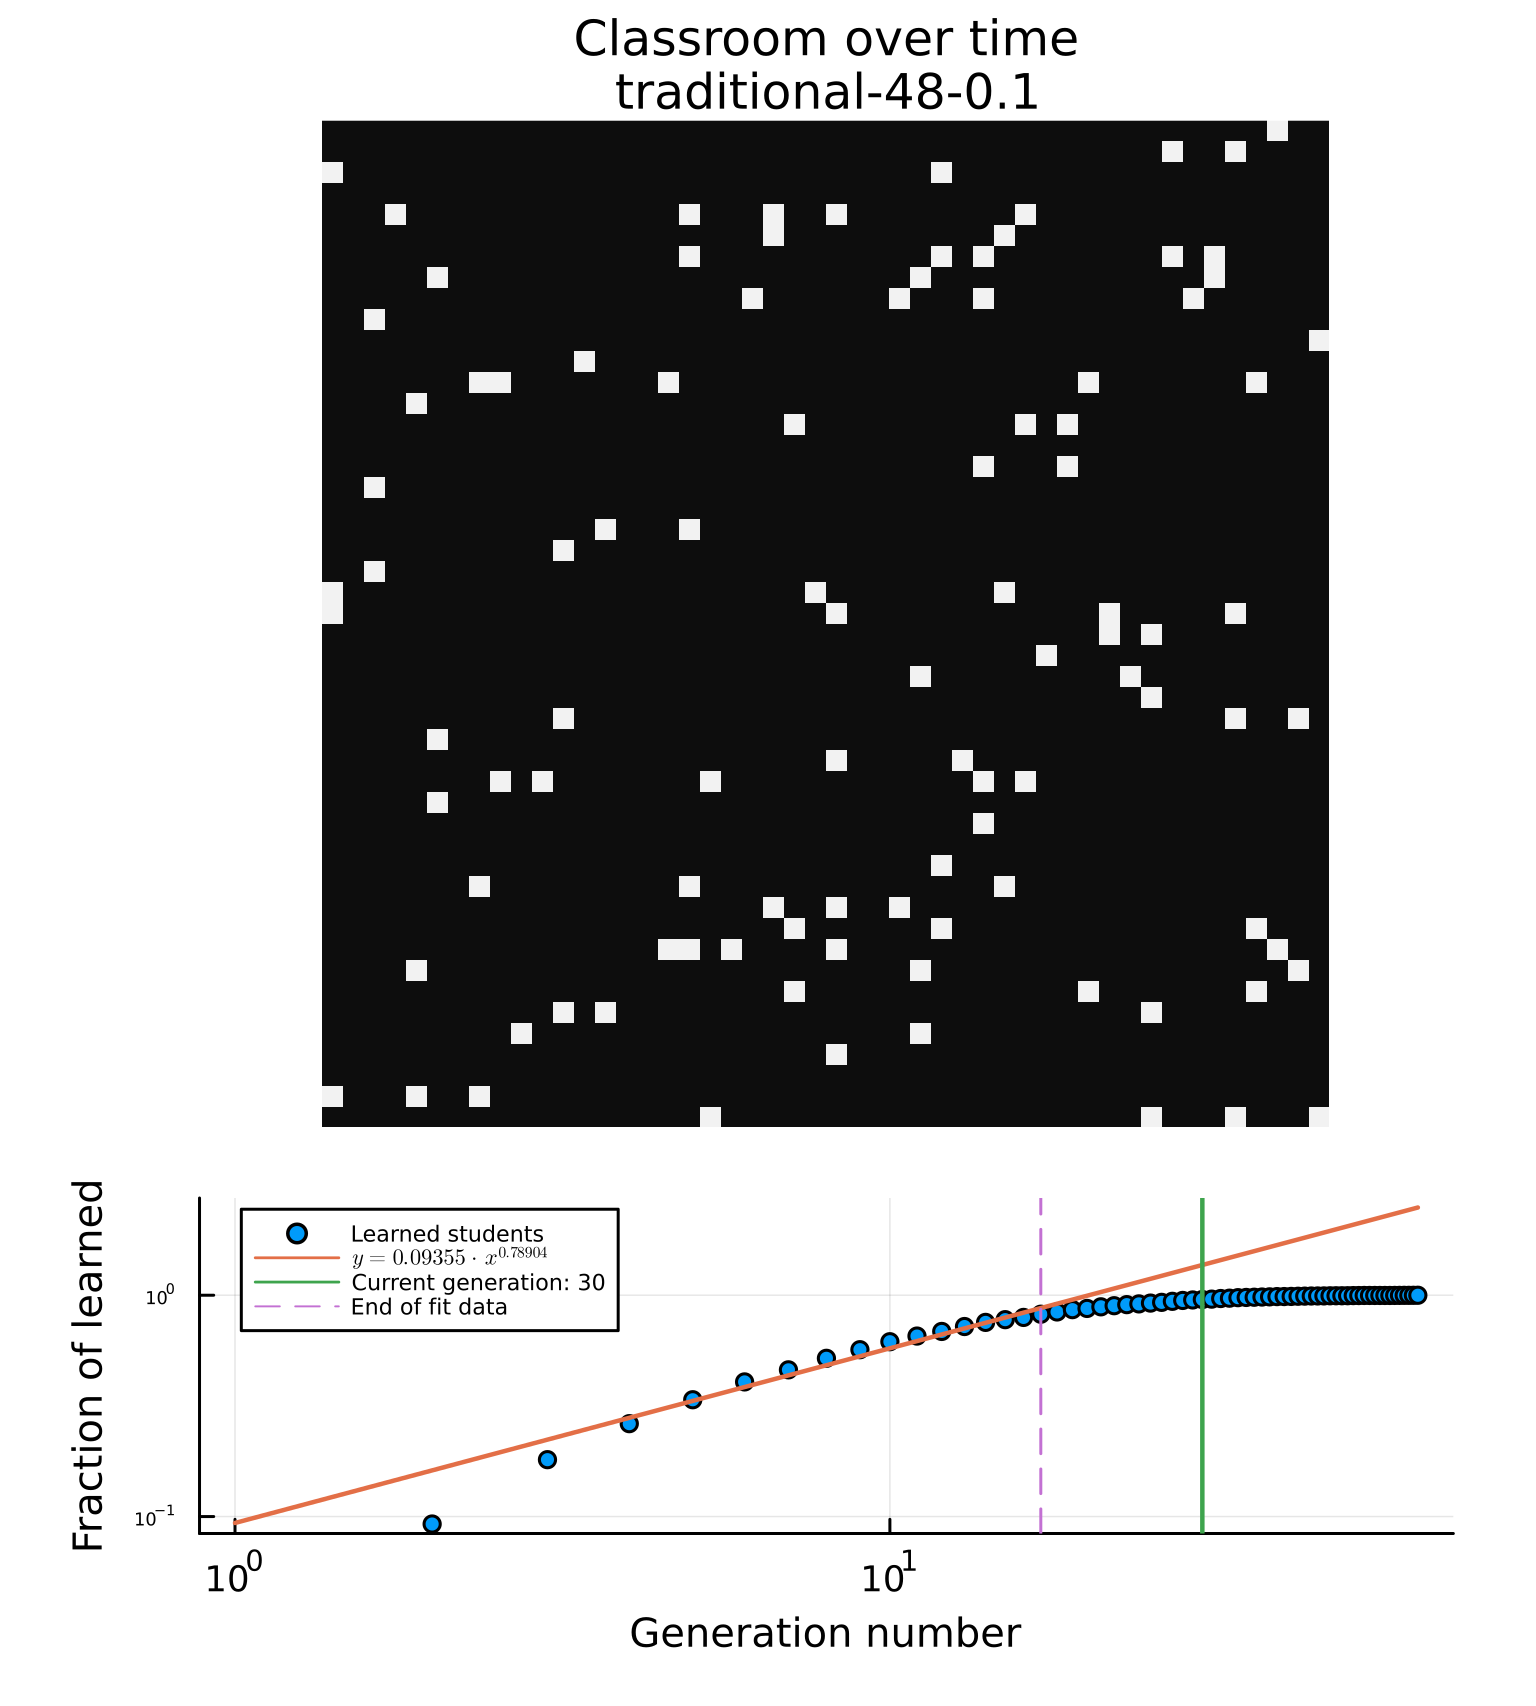 Classroom over time
traditional-48-0.1
Fraction of learned
Learned students
y = 0.09355 · x^0.78904
Current generation: 30
End of fit data
10^0
10^−1
10^0
10^1
Generation number